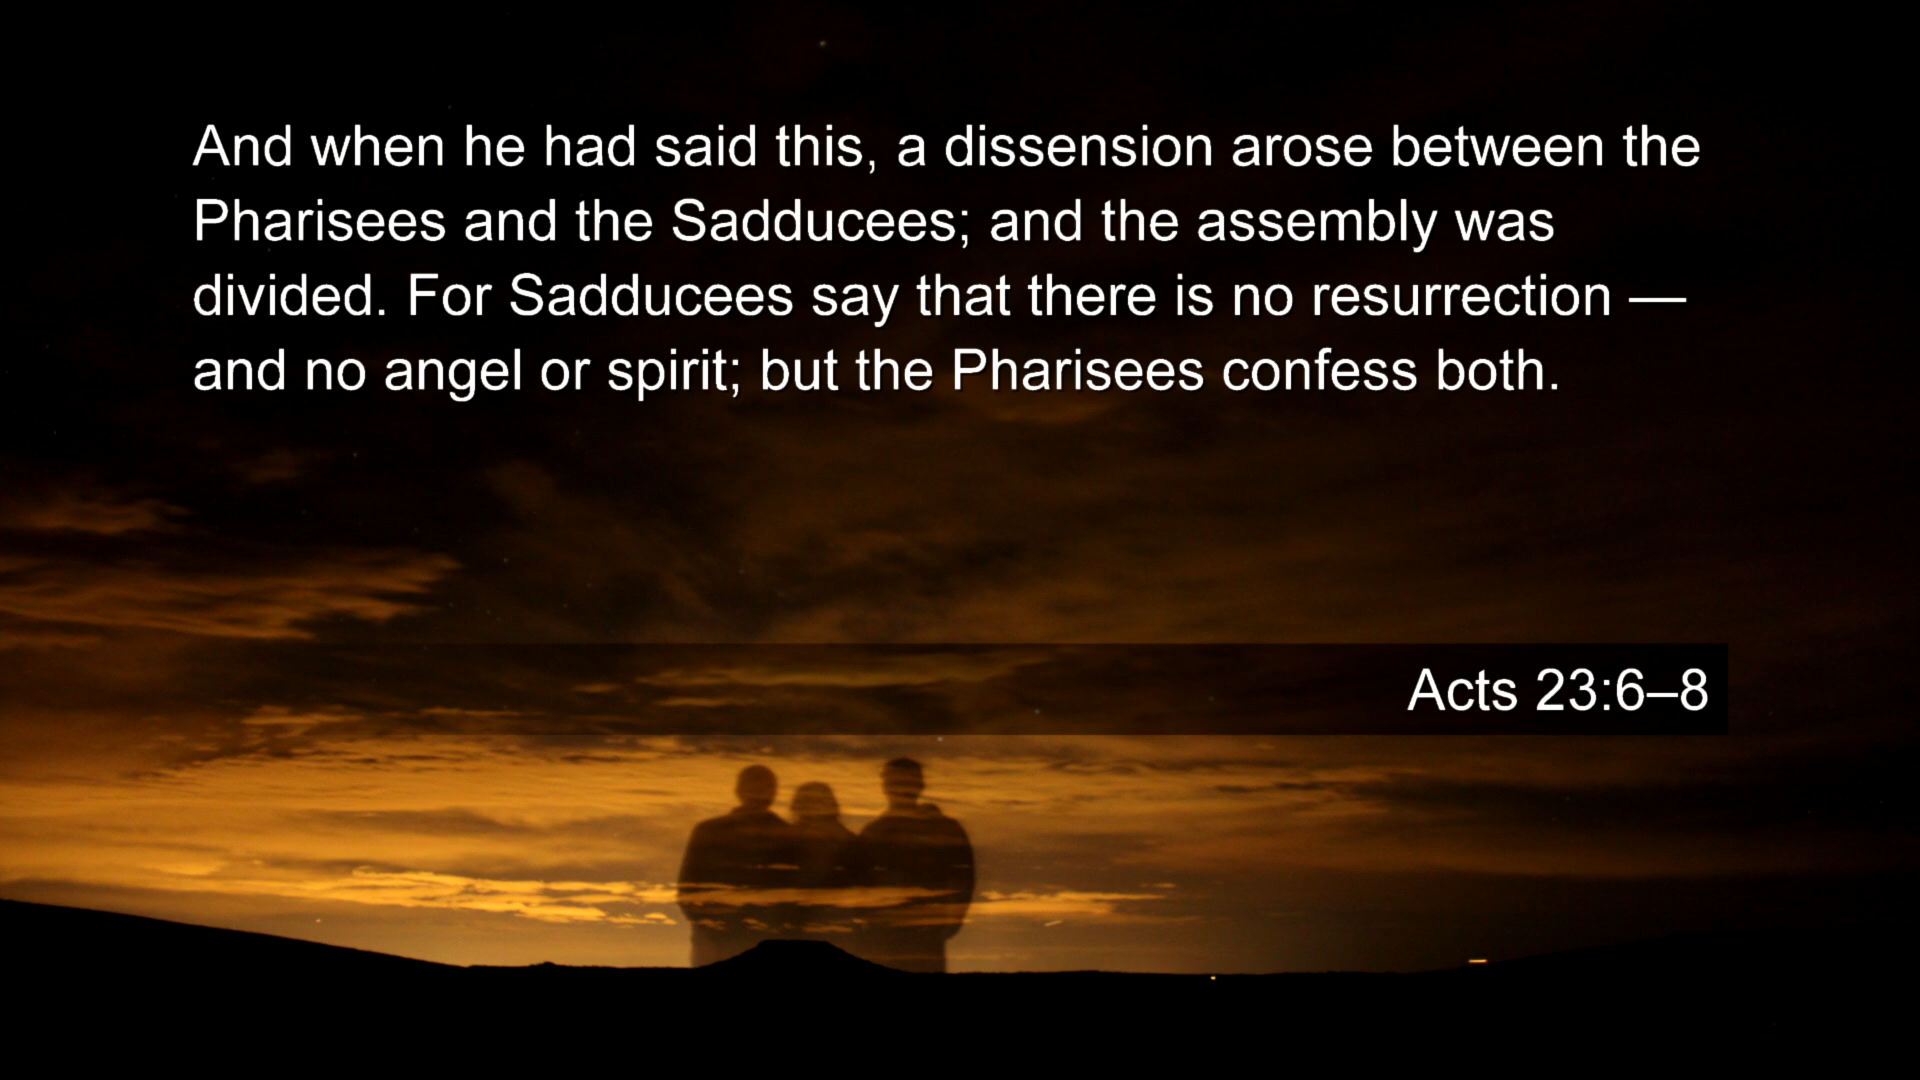 And when he had said this, a dissension arose between the
Pharisees and the Sadducees; and the assembly was
divided. For Sadducees say that there is no resurrection —
and no angel or spirit; but the Pharisees confess both.
Acts 23:6–8